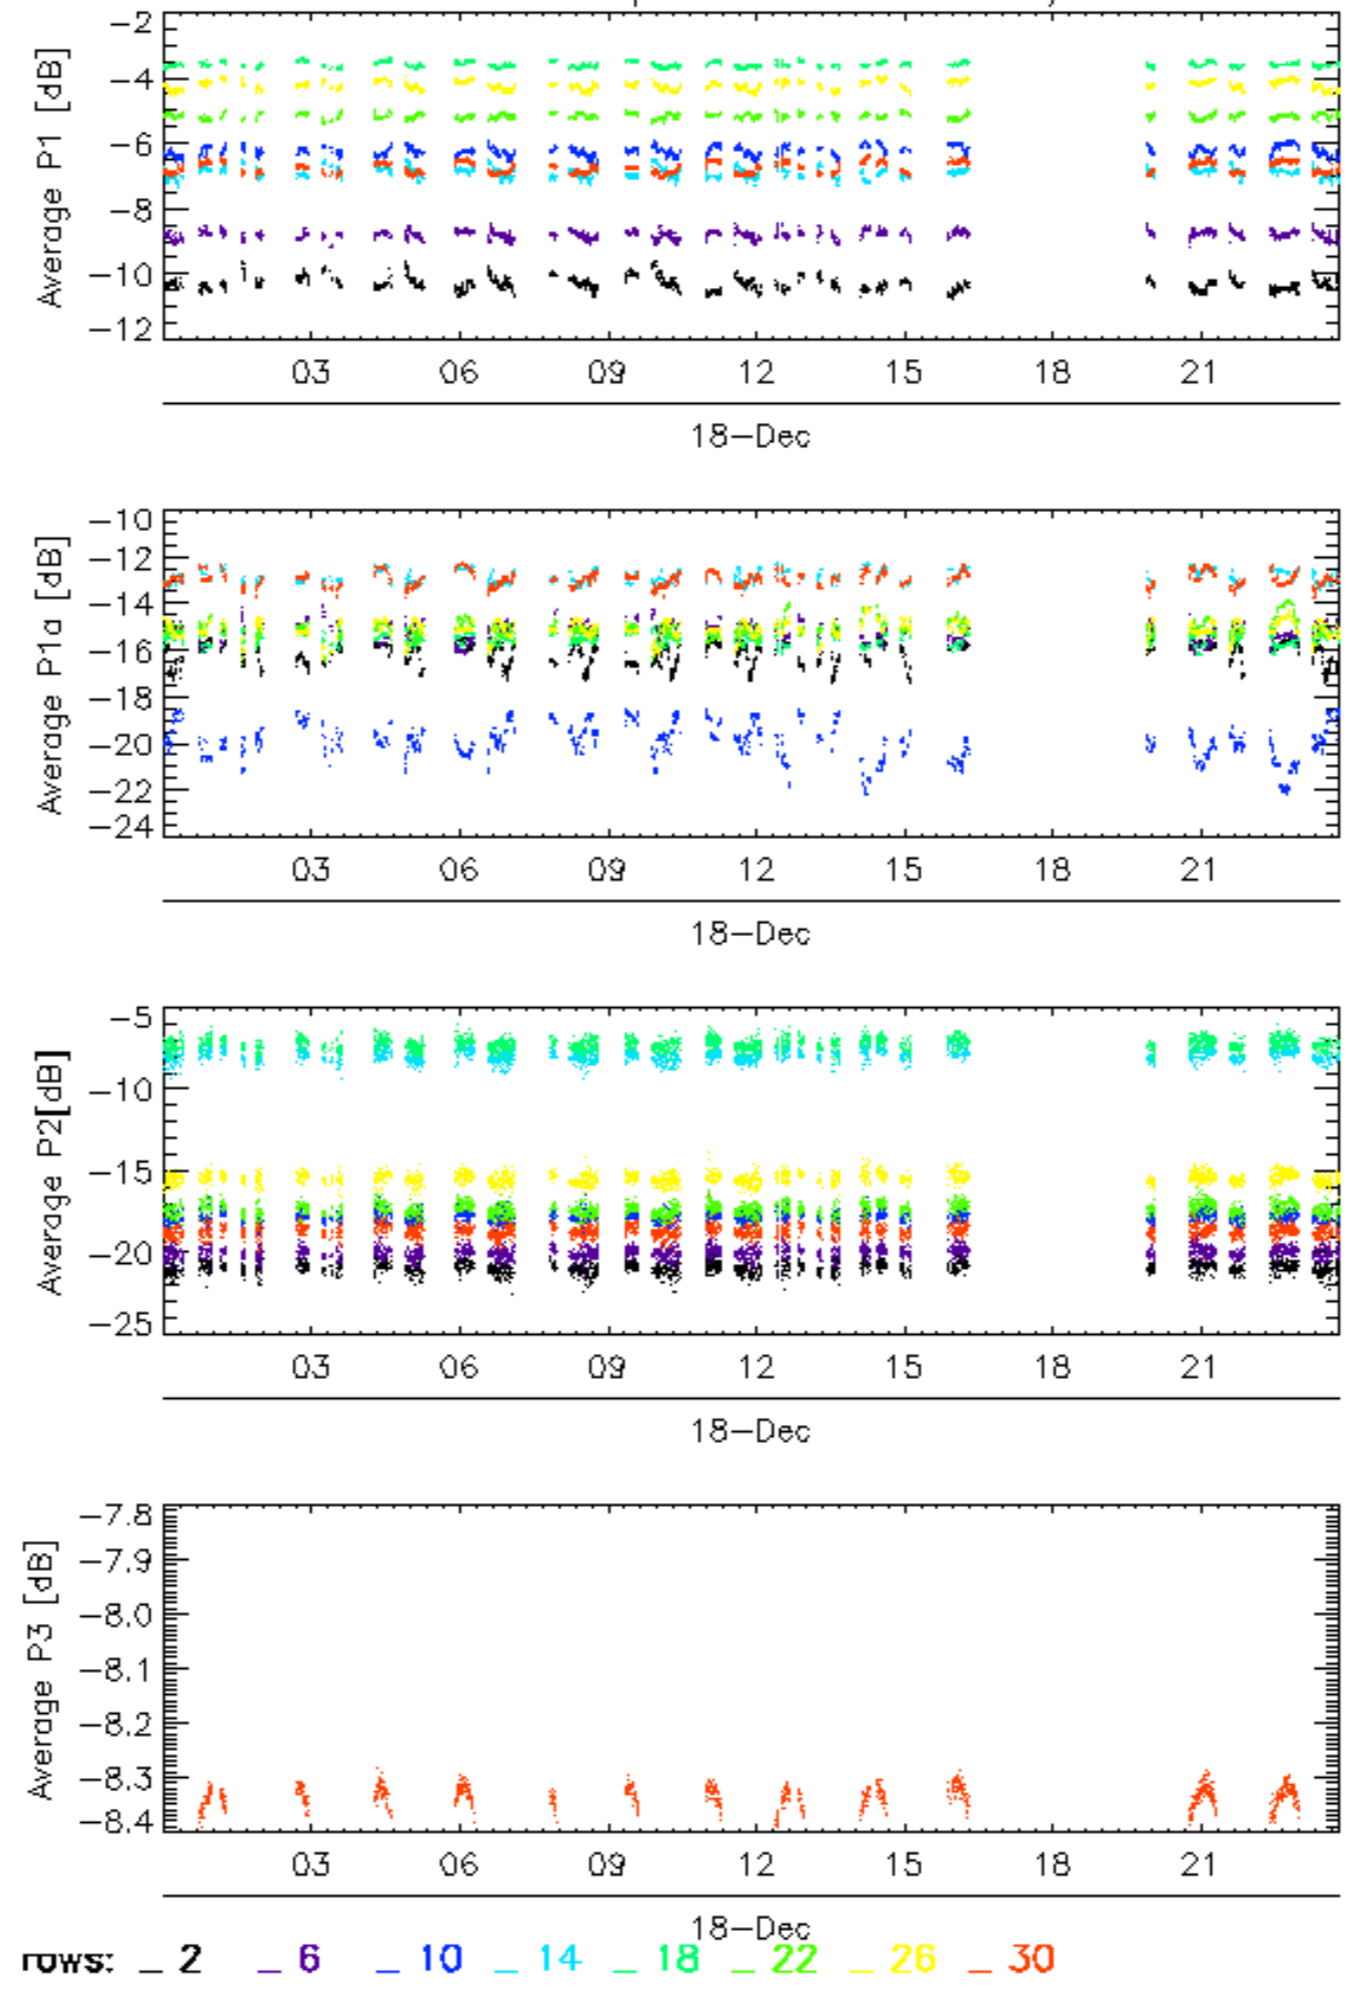 -2
-4
-6
-8
-10
-12
Average P1 [dB]
03 06 09 12 15 18 21
18-Dec
-10
-12
-14
-16
-18
-20
-22
-24
Average P1a [dB]
03 06 09 12 15 18 21
18-Dec
-5
-10
-15
-20
-25
Average P2[dB]
03 06 09 12 15 18 21
18-Dec
-7.8
-7.9
-8.0
-8.1
-8.2
-8.3
-8.4
Average P3 [dB]
03 06 09 12 15 18 21
18-Dec
rows: _ 2 _ 6 _ 10 _ 14 _ 18 _ 22 _ 26 _ 30